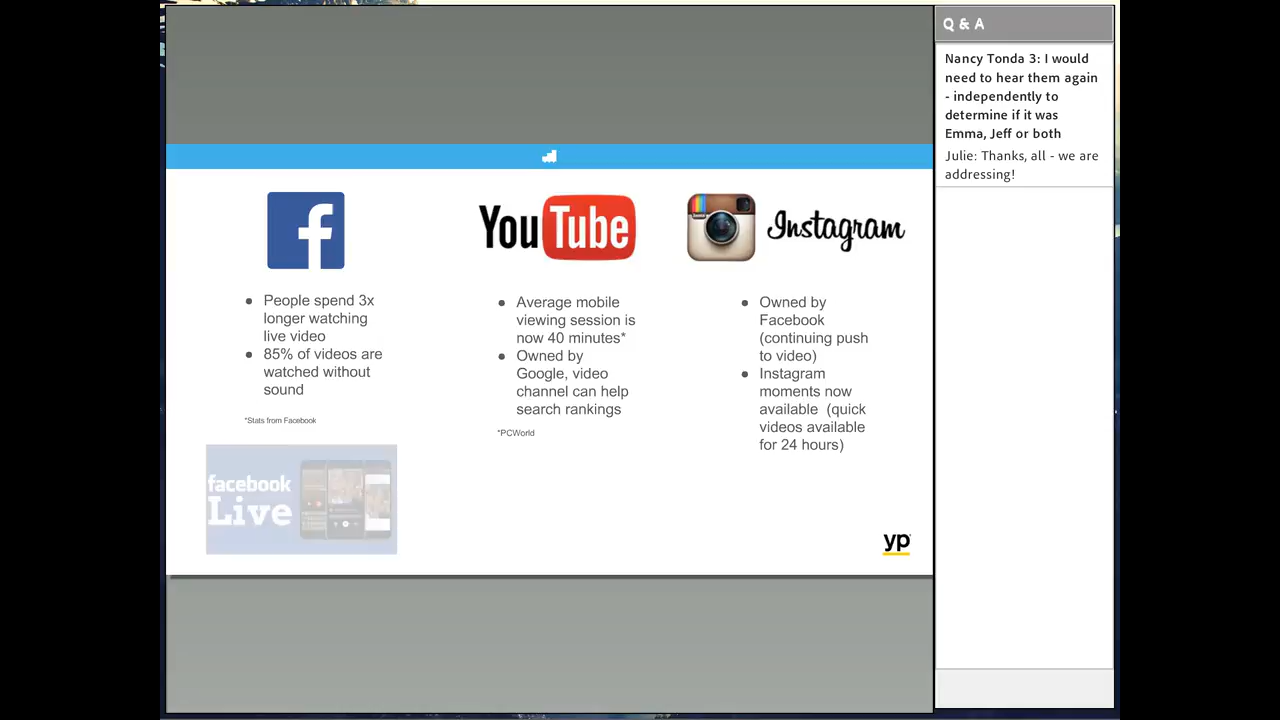 Q & A
Nancy Tonda 3: I would
need to hear them again
- independently to
determine if it was
Emma, Jeff or both
Julie: Thanks, all - we are
addressing!
f
You Tube
Instagram
● People spend 3x
longer watching
live video
● 85% of videos are
watched without
sound
*Stats from Facebook
facebook
Live
● Average mobile
viewing session is
now 40 minutes*
● Owned by
Google, video
channel can help
search rankings
*PCWorld
● Owned by
Facebook
(continuing push
to video)
● Instagram
moments now
available (quick
videos available
for 24 hours)
yp